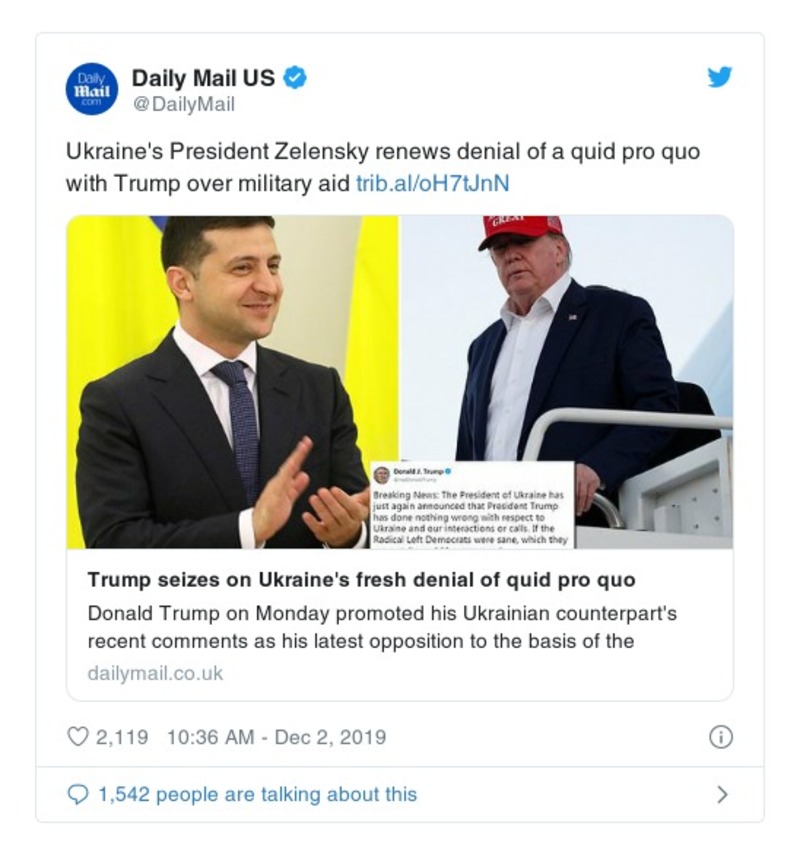 Daily
Mail
.com
Daily Mail US
@DailyMail
Ukraine's President Zelensky renews denial of a quid pro quo
with Trump over military aid trib.al/oH7tJnN
GREAT
Donald J. Trump
@realDonaldTrump
Breaking News: The President of Ukraine has
just again announced that President Trump
has done nothing wrong with respect to
Ukraine and our interactions or calls. If the
Radical Left Democrats were sane, which they
Trump seizes on Ukraine's fresh denial of quid pro quo
Donald Trump on Monday promoted his Ukrainian counterpart's
recent comments as his latest opposition to the basis of the
dailymail.co.uk
2,119 10:36 AM - Dec 2, 2019
1,542 people are talking about this